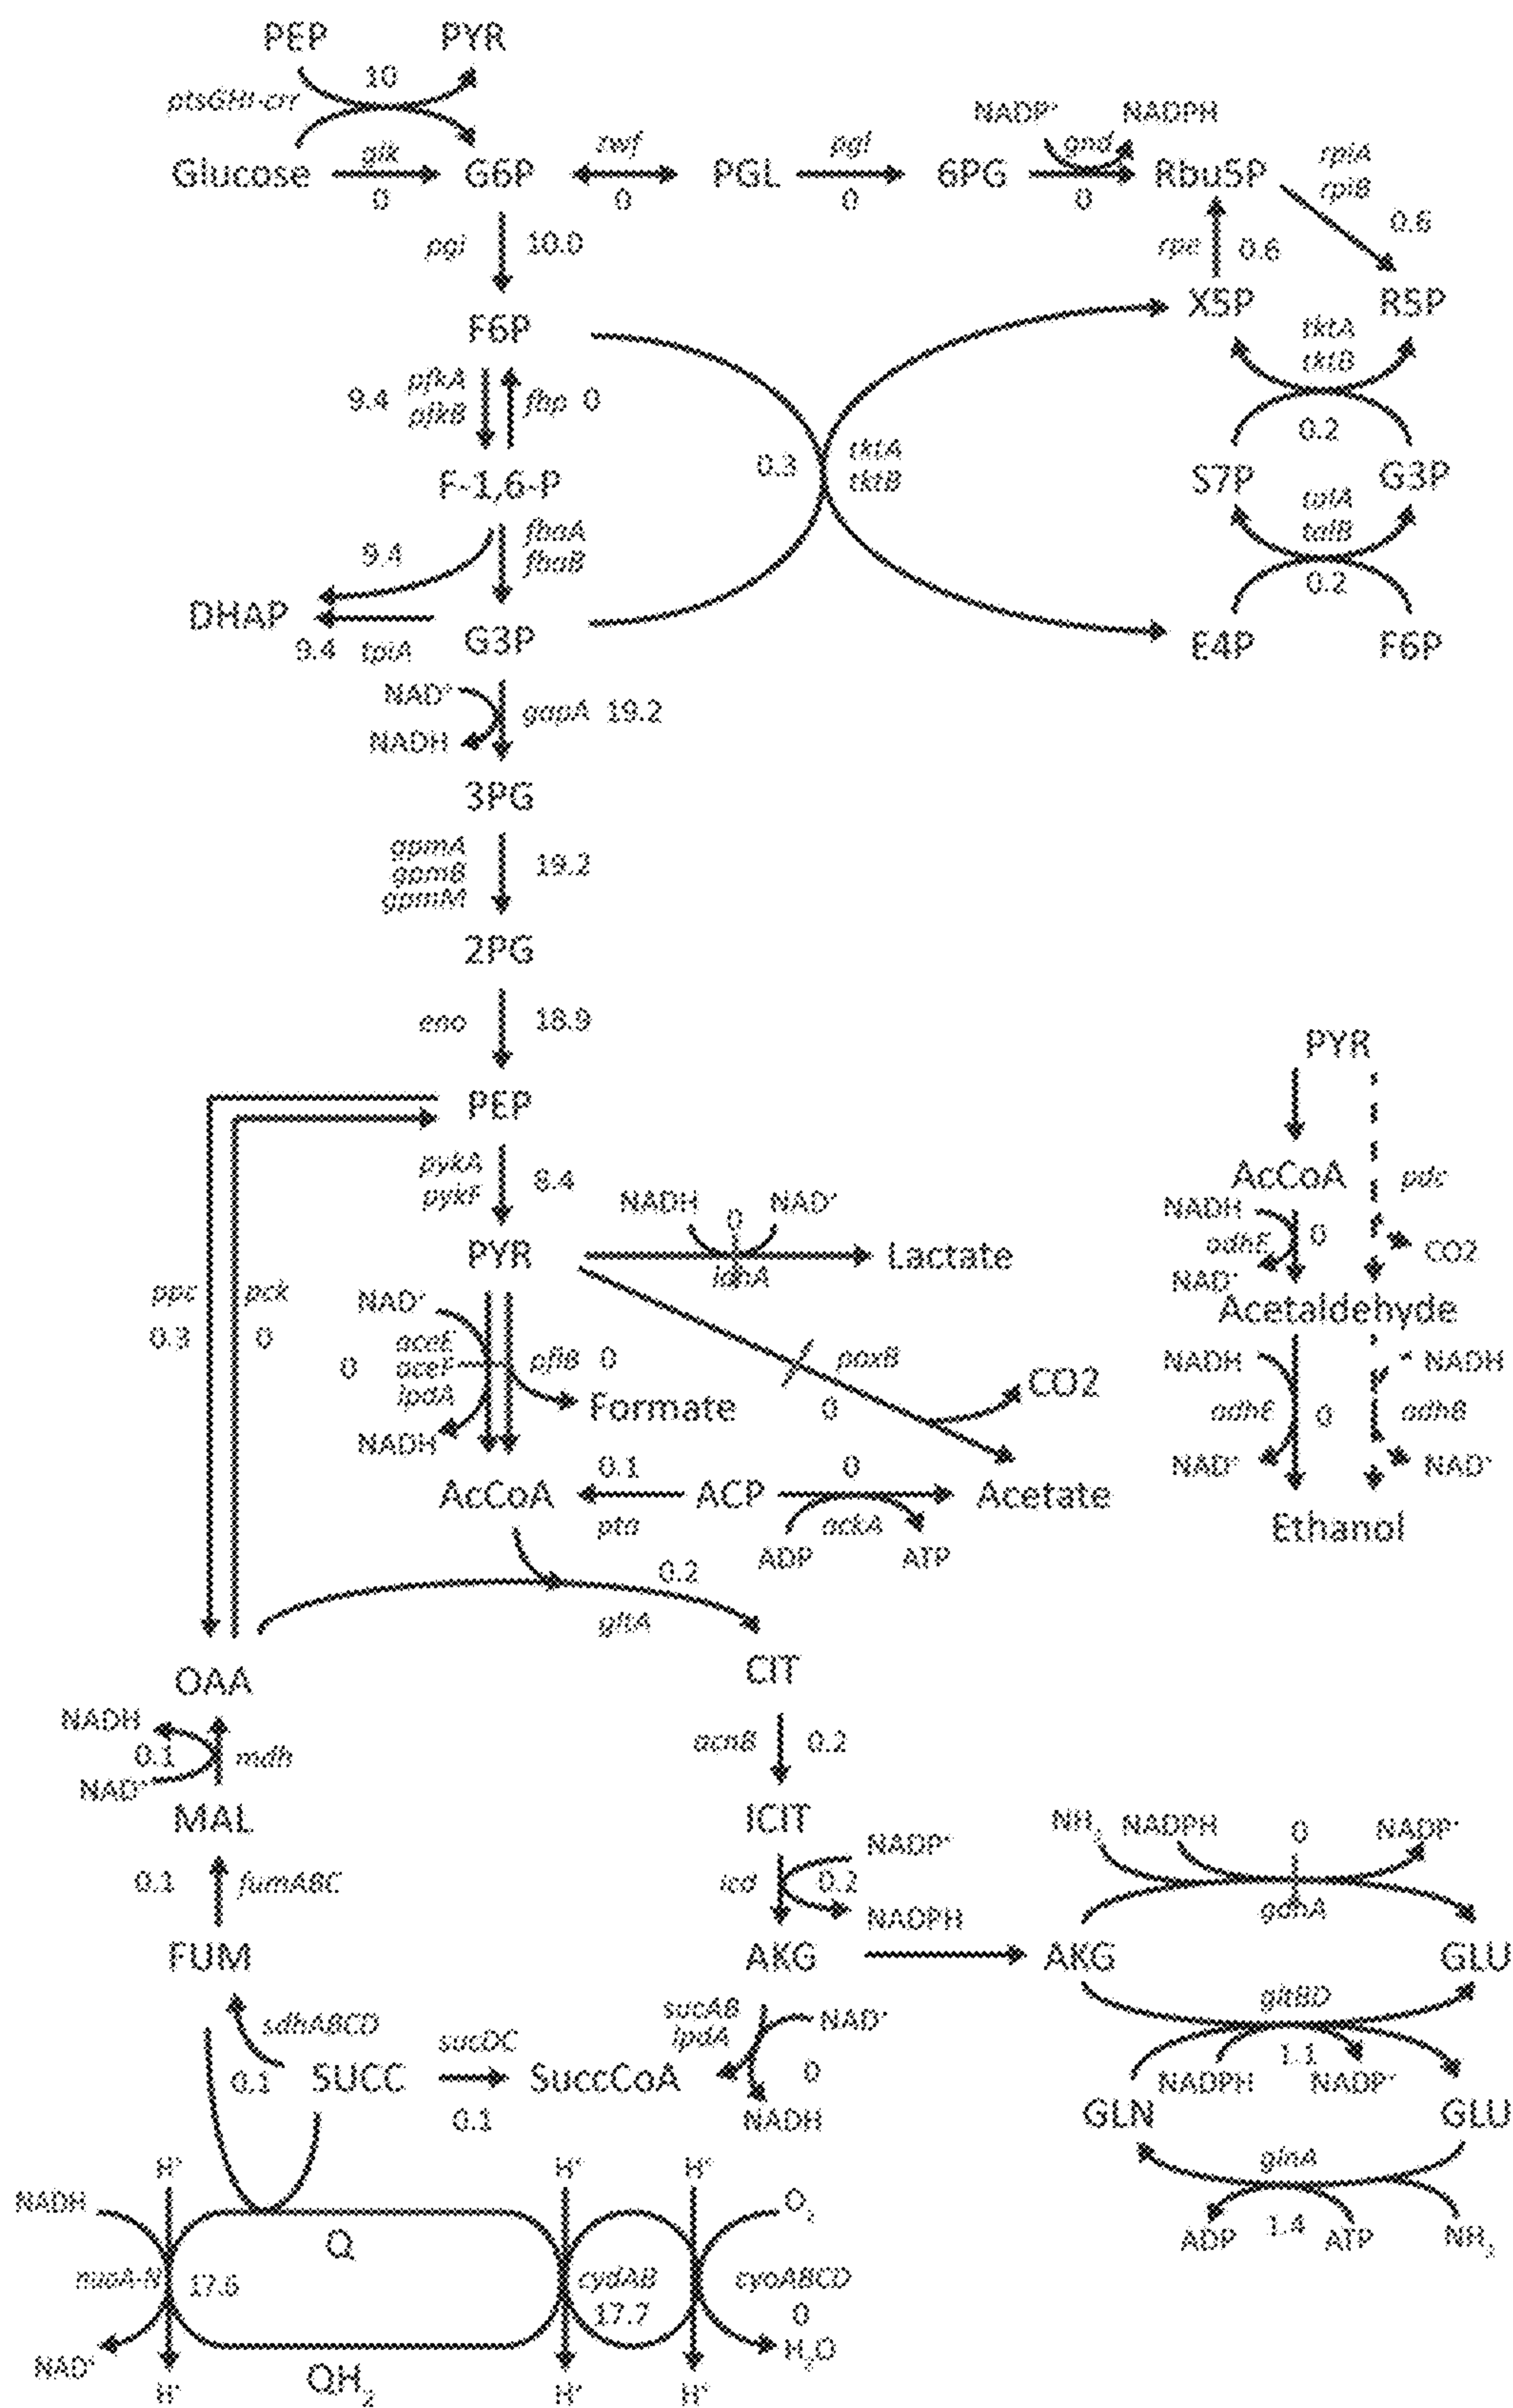 PEP PYR
10
ptsGHI-crr
Glucose glk 0 G6P zwf 0 PGL pgl 0 6PG NADP⁺ gnd NADPH 0 Rbu5P
rpiA
rpiB
0.6
pgi 10.0
rpe 0.6
F6P X5P R5P
tktA
tktB
0.2
9.4 pfkA
pfkB
fbp 0
F-1,6-P
0.3 tktA
tktB
S7P G3P
talA
talB
0.2
9.4 fbaA
fbaB
DHAP G3P
9.4 tpiA
E4P F6P
NAD⁺
NADH
gapA 19.2
3PG
gpmA
gpmB
gpmM
19.2
2PG
eno 18.9
PEP
pykA
pykF
8.4
PYR
NADH 0 NAD⁺
ldhA
Lactate
ppc
0.3
pck
0
NAD⁺
0 aceE
aceF
lpdA
NADH
pflB 0
Formate
poxB
0
CO2
AcCoA 0.1 pta ACP 0 ackA Acetate
ADP ATP
PYR
AcCoA
pdc
NADH
adhE 0
NAD⁺
CO2
Acetaldehyde
NADH NADH
adhE 0 adhB
NAD⁺ NAD⁺
Ethanol
0.2
gltA
OAA CIT
NADH
0.1 mdh
NAD⁺
acnB 0.2
MAL ICIT
0.1 fumABC
NADP⁺
icd 0.2
NADPH
FUM AKG AKG GLU
NH₃ NADPH 0 NADP⁺
gdhA
gltBD
1.1
NADPH NADP⁺
GLN GLU
glnA
1.4
ADP ATP NH₃
sdhABCD
0.1
SUCC sucDC 0.1 SuccCoA
sucAB
lpdA
NAD⁺
0
NADH
H⁺ H⁺ H⁺
NADH Q O₂
nuoA-N 17.6 cydAB
17.7
cyoABCD
0
NAD⁺ QH₂ H₂O
H⁺ H⁺ H⁺